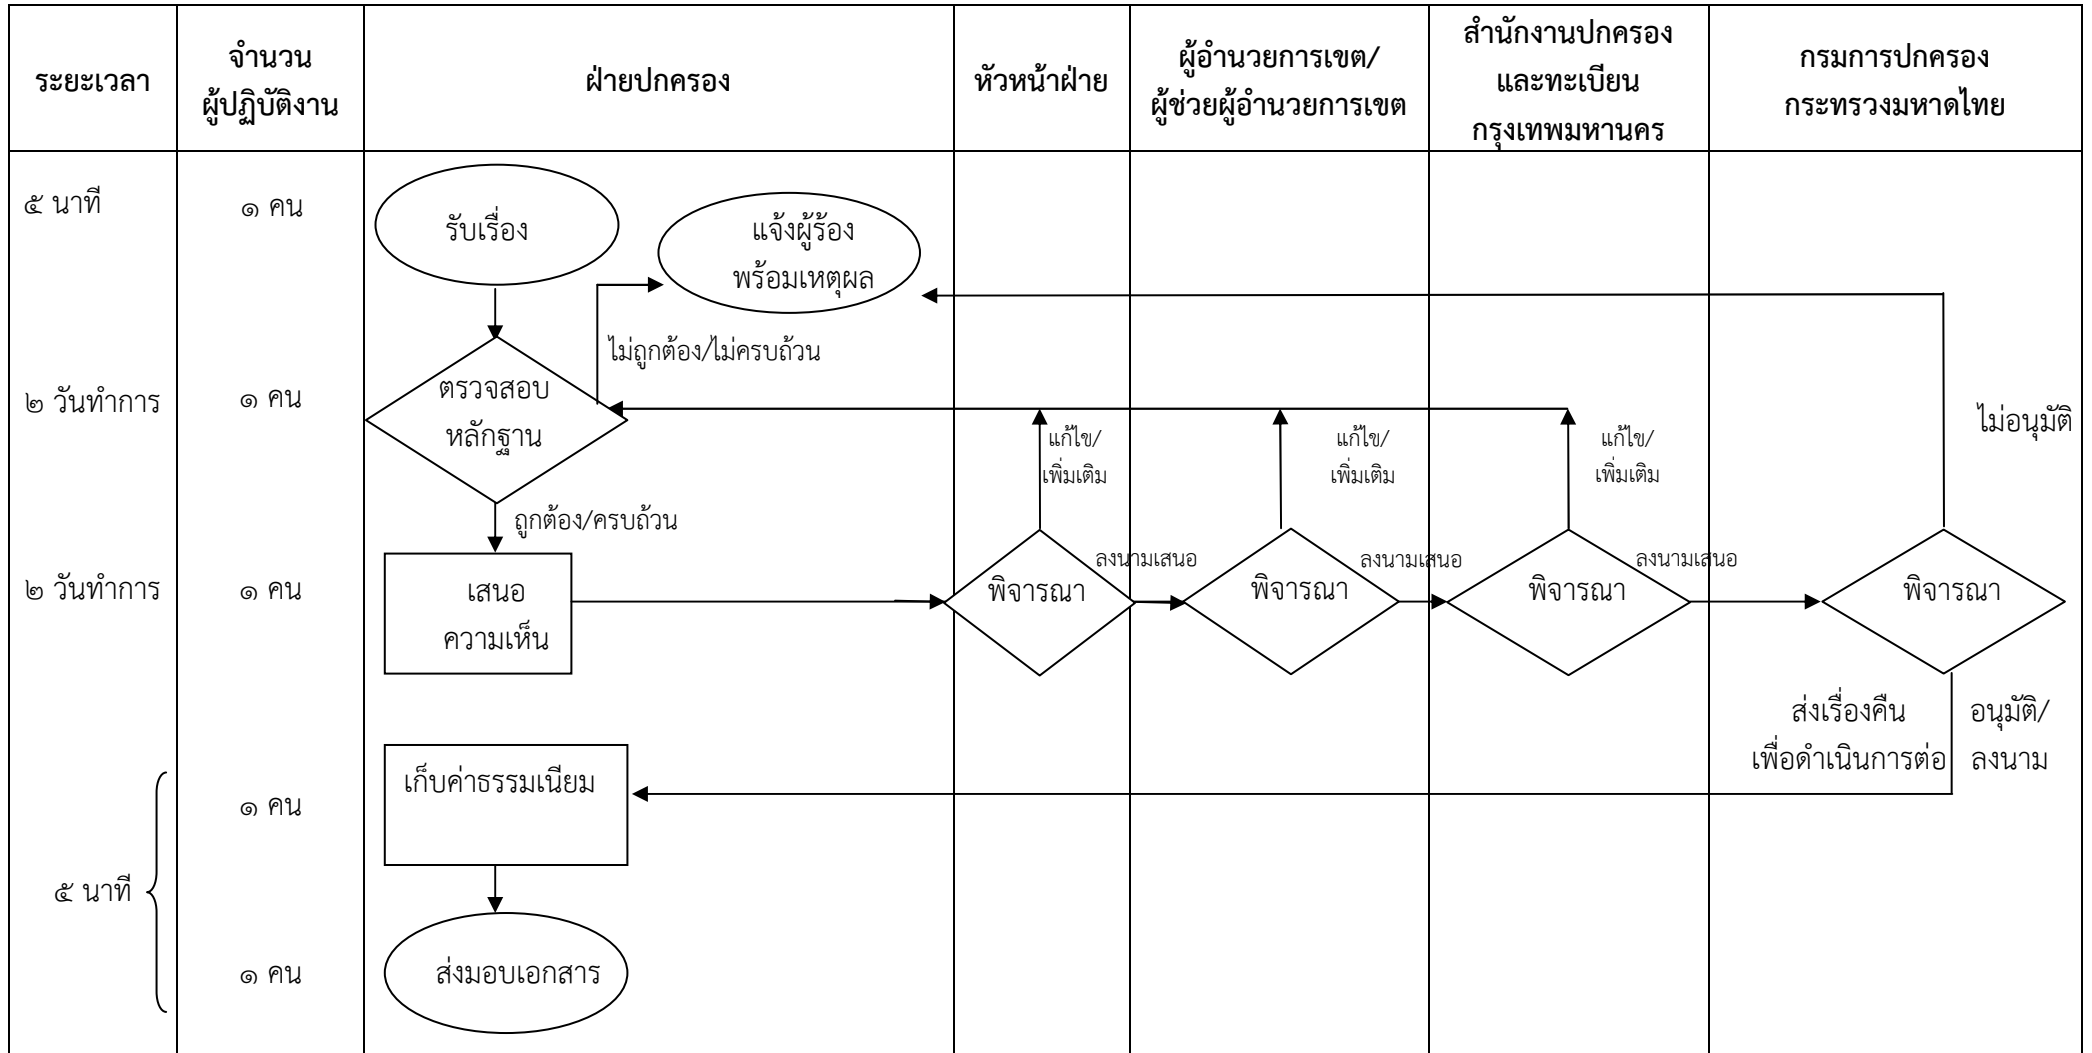 ระยะเวลา
จำนวน
ผู้ปฏิบัติงาน
ฝ่ายปกครอง
หัวหน้าฝ่าย
ผู้อำนวยการเขต/
ผู้ช่วยผู้อำนวยการเขต
สำนักงานปกครอง
และทะเบียน
กรุงเทพมหานคร
กรมการปกครอง
กระทรวงมหาดไทย
๕ นาที
๑ คน
รับเรื่อง
แจ้งผู้ร้อง
พร้อมเหตุผล
ไม่ถูกต้อง/ไม่ครบถ้วน
๒ วันทำการ
๑ คน
ตรวจสอบ
หลักฐาน
แก้ไข/
เพิ่มเติม
แก้ไข/
เพิ่มเติม
แก้ไข/
เพิ่มเติม
ไม่อนุมัติ
ถูกต้อง/ครบถ้วน
๒ วันทำการ
๑ คน
เสนอ
ความเห็น
พิจารณา
ลงนามเสนอ
พิจารณา
ลงนามเสนอ
พิจารณา
ลงนามเสนอ
พิจารณา
ส่งเรื่องคืน
เพื่อดำเนินการต่อ
อนุมัติ/
ลงนาม
๑ คน
เก็บค่าธรรมเนียม
๕ นาที
๑ คน
ส่งมอบเอกสาร